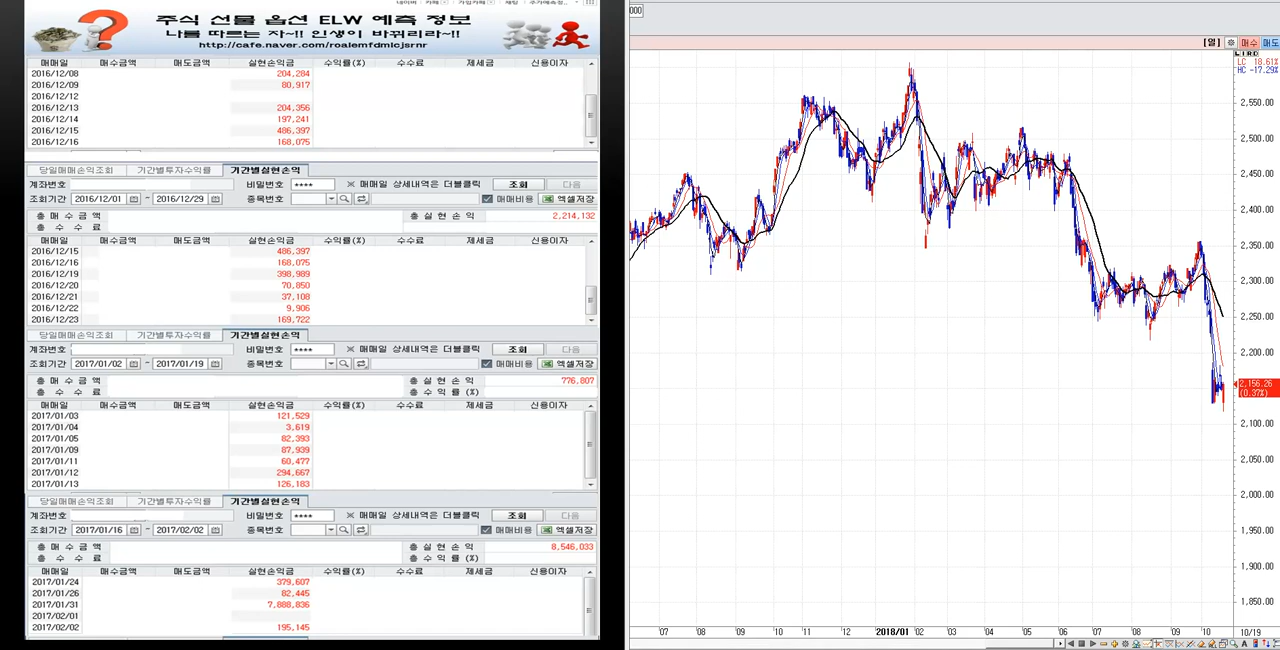 주식 선물 옵션 ELW 예측 정보
나를 따르는 자~!! 인생이 바뀌리라~!!
http://cafe.naver.com/roalemfdmlcjsrnr
매매일 매수금액 매도금액 실현손익금 수익률(%) 수수료 제세금 신용이자
2016/12/08 204,284
2016/12/09 80,917
2016/12/12
2016/12/13 204,356
2016/12/14 197,241
2016/12/15 486,397
2016/12/16 168,075
당일매매손익조회 기간별투자수익률 기간별실현손익
계좌번호 비밀번호 **** ※ 매매일 상세내역은 더블클릭 조회 다음
조회기간 2016/12/01 ~ 2016/12/29 종목번호 매매비용 엑셀저장
총 매 수 금 액 총 실 현 손 익 2,214,132
총 수 수 료
매매일 매수금액 매도금액 실현손익금 수익률(%) 수수료 제세금 신용이자
2016/12/15 486,397
2016/12/16 168,075
2016/12/19 398,989
2016/12/20 70,850
2016/12/21 37,108
2016/12/22 9,906
2016/12/23 169,722
당일매매손익조회 기간별투자수익률 기간별실현손익
계좌번호 비밀번호 **** ※ 매매일 상세내역은 더블클릭 조회 다음
조회기간 2017/01/02 ~ 2017/01/19 종목번호 매매비용 엑셀저장
총 매 수 금 액 총 실 현 손 익 776,807
총 수 수 료 총 수 익 률 (%)
매매일 매수금액 매도금액 실현손익금 수익률(%) 수수료 제세금 신용이자
2017/01/03 121,529
2017/01/04 3,619
2017/01/05 82,393
2017/01/09 87,939
2017/01/11 60,477
2017/01/12 294,667
2017/01/13 126,183
당일매매손익조회 기간별투자수익률 기간별실현손익
계좌번호 비밀번호 **** ※ 매매일 상세내역은 더블클릭 조회 다음
조회기간 2017/01/16 ~ 2017/02/02 종목번호 매매비용 엑셀저장
총 매 수 금 액 총 실 현 손 익 8,546,033
총 수 수 료 총 수 익 률 (%)
매매일 매수금액 매도금액 실현손익금 수익률(%) 수수료 제세금 신용이자
2017/01/24 379,607
2017/01/26 82,445
2017/01/31 7,888,836
2017/02/01
2017/02/02 195,145
000
[일] 매수 매도
LC 18.61%
HC -17.29%
2,550.00
2,500.00
2,450.00
2,400.00
2,350.00
2,300.00
2,250.00
2,200.00
2,156.26
(0.37%)
2,100.00
2,050.00
2,000.00
1,950.00
1,900.00
1,850.00
'07 '08 '09 '10 '11 '12 2018/01 '02 '03 '04 '05 '06 '07 '08 '09 '10 10/19